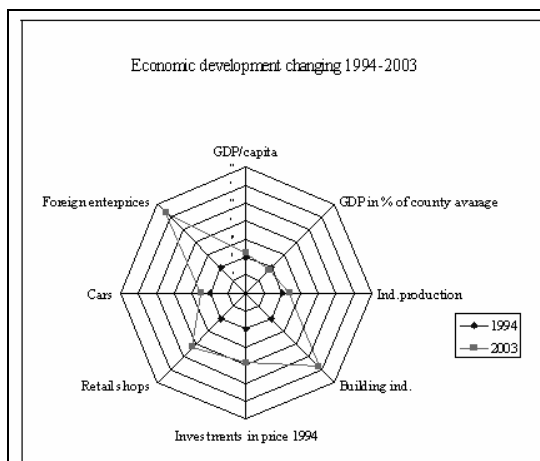 Economic development changing 1994-2003
GDP/capita
Foreign enterprices
GDP in % of county avarage
Cars
Ind.production
1994
2003
Retail shops
Building ind.
Investments in price 1994